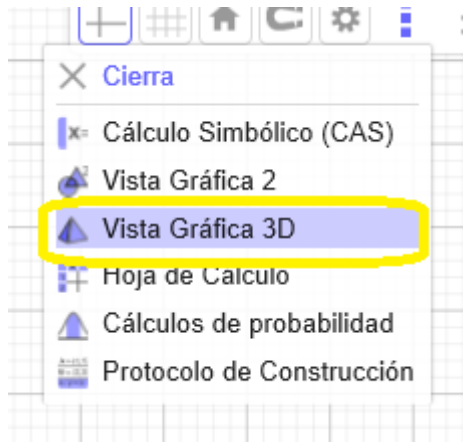 Cierra
Cálculo Simbólico (CAS)
Vista Gráfica 2
Vista Gráfica 3D
Hoja de Cálculo
Cálculos de probabilidad
Protocolo de Construcción